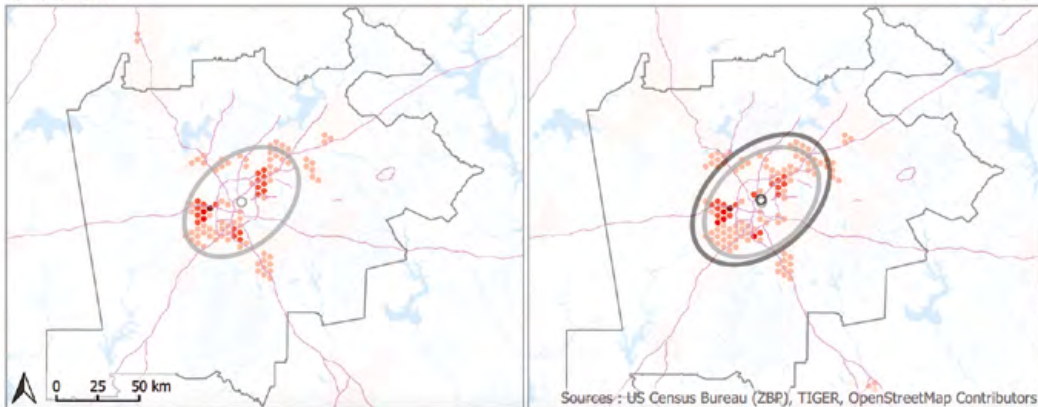 0 25 50 km
Sources : US Census Bureau (ZBP), TIGER, OpenStreetMap Contributors